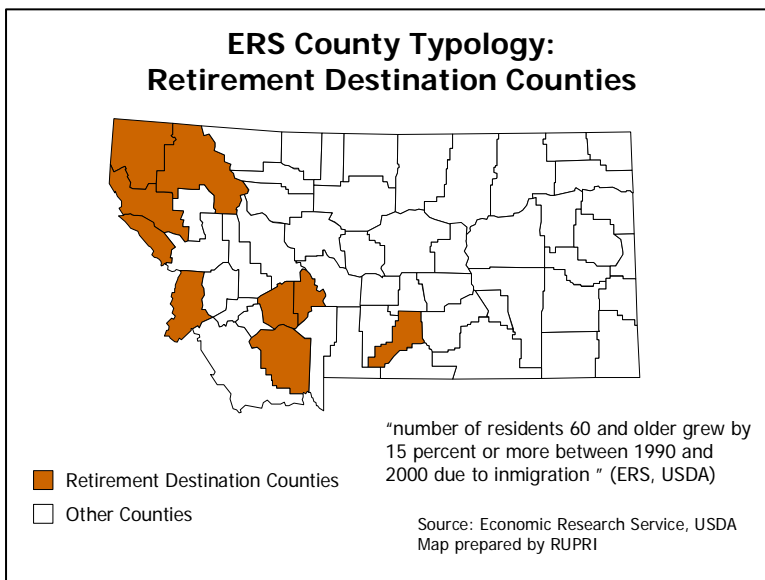 ERS County Typology:
Retirement Destination Counties
"number of residents 60 and older grew by
15 percent or more between 1990 and
2000 due to inmigration " (ERS, USDA)
Retirement Destination Counties
Other Counties
Source: Economic Research Service, USDA
Map prepared by RUPRI